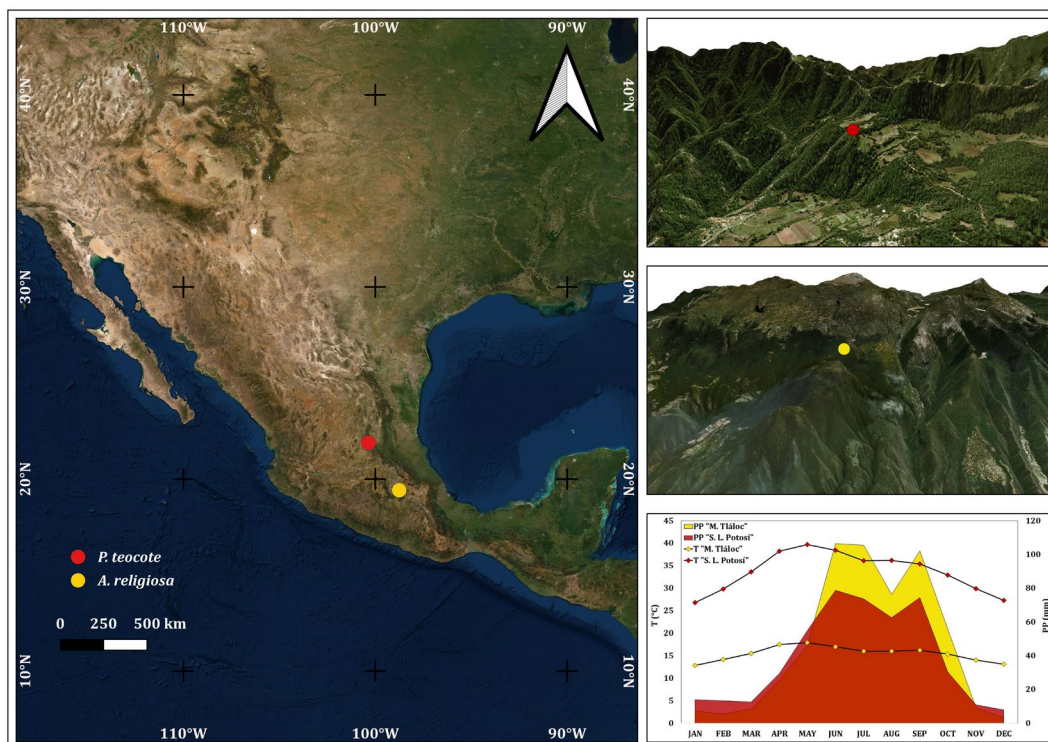 110°W 100°W 90°W
40°N 40°N
30°N 30°N
20°N 20°N
10°N 10°N
P. teocote
A. religiosa
0 250 500 km
110°W 100°W 90°W
PP "M. Tláloc"
PP "S. L. Potosí"
T "M. Tláloc"
T "S. L. Potosí"
T (°C)
45
40
35
30
25
20
15
10
5
0
PP (mm)
120
100
80
60
40
20
0
JAN FEB MAR APR MAY JUN JUL AUG SEP OCT NOV DEC